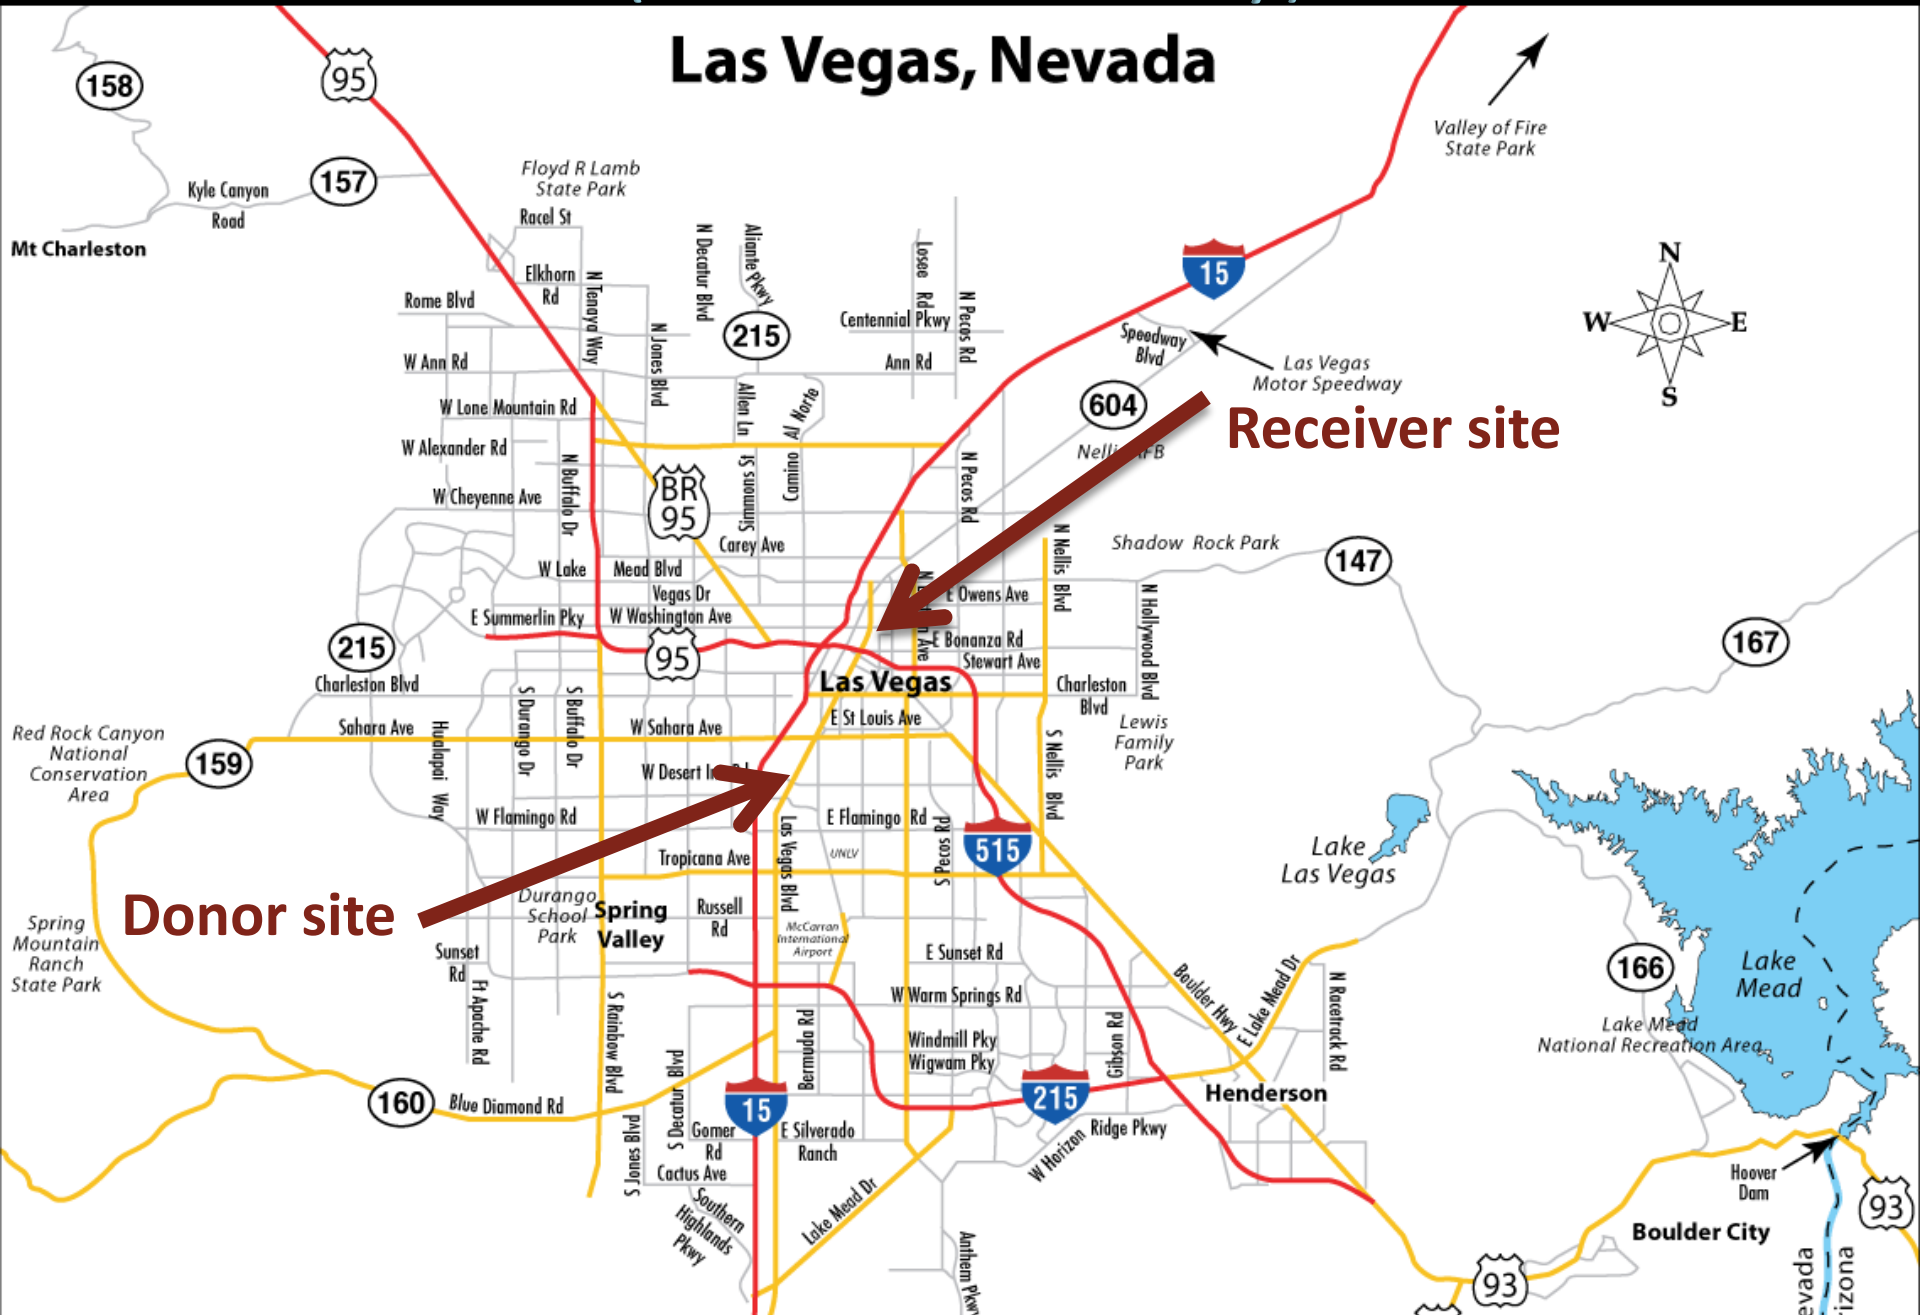 Las Vegas, Nevada
158
95
157
Kyle Canyon
Road
Mt Charleston
Floyd R Lamb
State Park
Racel St
Elkhorn
Rd
Rome Blvd
N Tenaya Way
N Decatur Blvd
Aliante Pkwy
215
N Jones Blvd
Losee Rd
N Pecos Rd
Centennial Pkwy
Ann Rd
W Ann Rd
15
Valley of Fire
State Park
Speedway
Blvd
Las Vegas
Motor Speedway
N
W
E
S
604
Receiver site
W Lone Mountain Rd
Allen Ln
Camino Al Norte
W Alexander Rd
N Buffalo Dr
W Cheyenne Ave
BR
95
Simmons St
N Pecos Rd
Carey Ave
N Nellis Blvd
Shadow Rock Park
147
W Lake Mead Blvd
Vegas Dr
E Owens Ave
N Hollywood Blvd
E Summerlin Pky
W Washington Ave
E Bonanza Rd
Stewart Ave
215
95
167
Charleston Blvd
Las Vegas
Charleston
Blvd
E St Louis Ave
Sahara Ave
W Sahara Ave
Lewis
Family
Park
Red Rock Canyon
National
Conservation
Area
159
Hualapai Way
S Durango Dr
S Buffalo Dr
W Desert
S Nellis Blvd
W Flamingo Rd
E Flamingo Rd
Las Vegas Blvd
UNLV
S Pecos Rd
515
Tropicana Ave
Lake
Las Vegas
Donor site
Durango
School
Park
Spring
Valley
Russell
Rd
McCarran
International
Airport
Spring
Mountain
Ranch
State Park
Sunset
Rd
E Sunset Rd
Ft Apache Rd
S Rainbow Blvd
W Warm Springs Rd
Boulder Hwy
E Lake Mead Dr
N Racetrack Rd
166
Lake
Mead
Lake Mead
National Recreation Area
Bermuda Rd
Windmill Pky
Wigwam Pky
Gibson Rd
S Decatur Blvd
160
Blue Diamond Rd
15
215
Henderson
S Jones Blvd
Gomer
Rd
E Silverado
Ranch
W Horizon Ridge Pkwy
Cactus Ave
Southern
Highlands
Pkwy
Lake Mead Dr
Anthem Pkwy
Hoover
Dam
93
Boulder City
93
evada
rizona